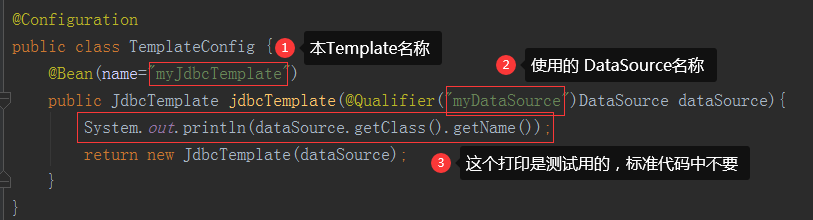 @Configuration
public class TemplateConfig { 1 本Template名称
@Bean(name="myJdbcTemplate")
2 使用的 DataSource名称
public JdbcTemplate jdbcTemplate(@Qualifier("myDataSource")DataSource dataSource){
System.out.println(dataSource.getClass().getName());
return new JdbcTemplate(dataSource);
3 这个打印是测试用的，标准代码中不要
}
}